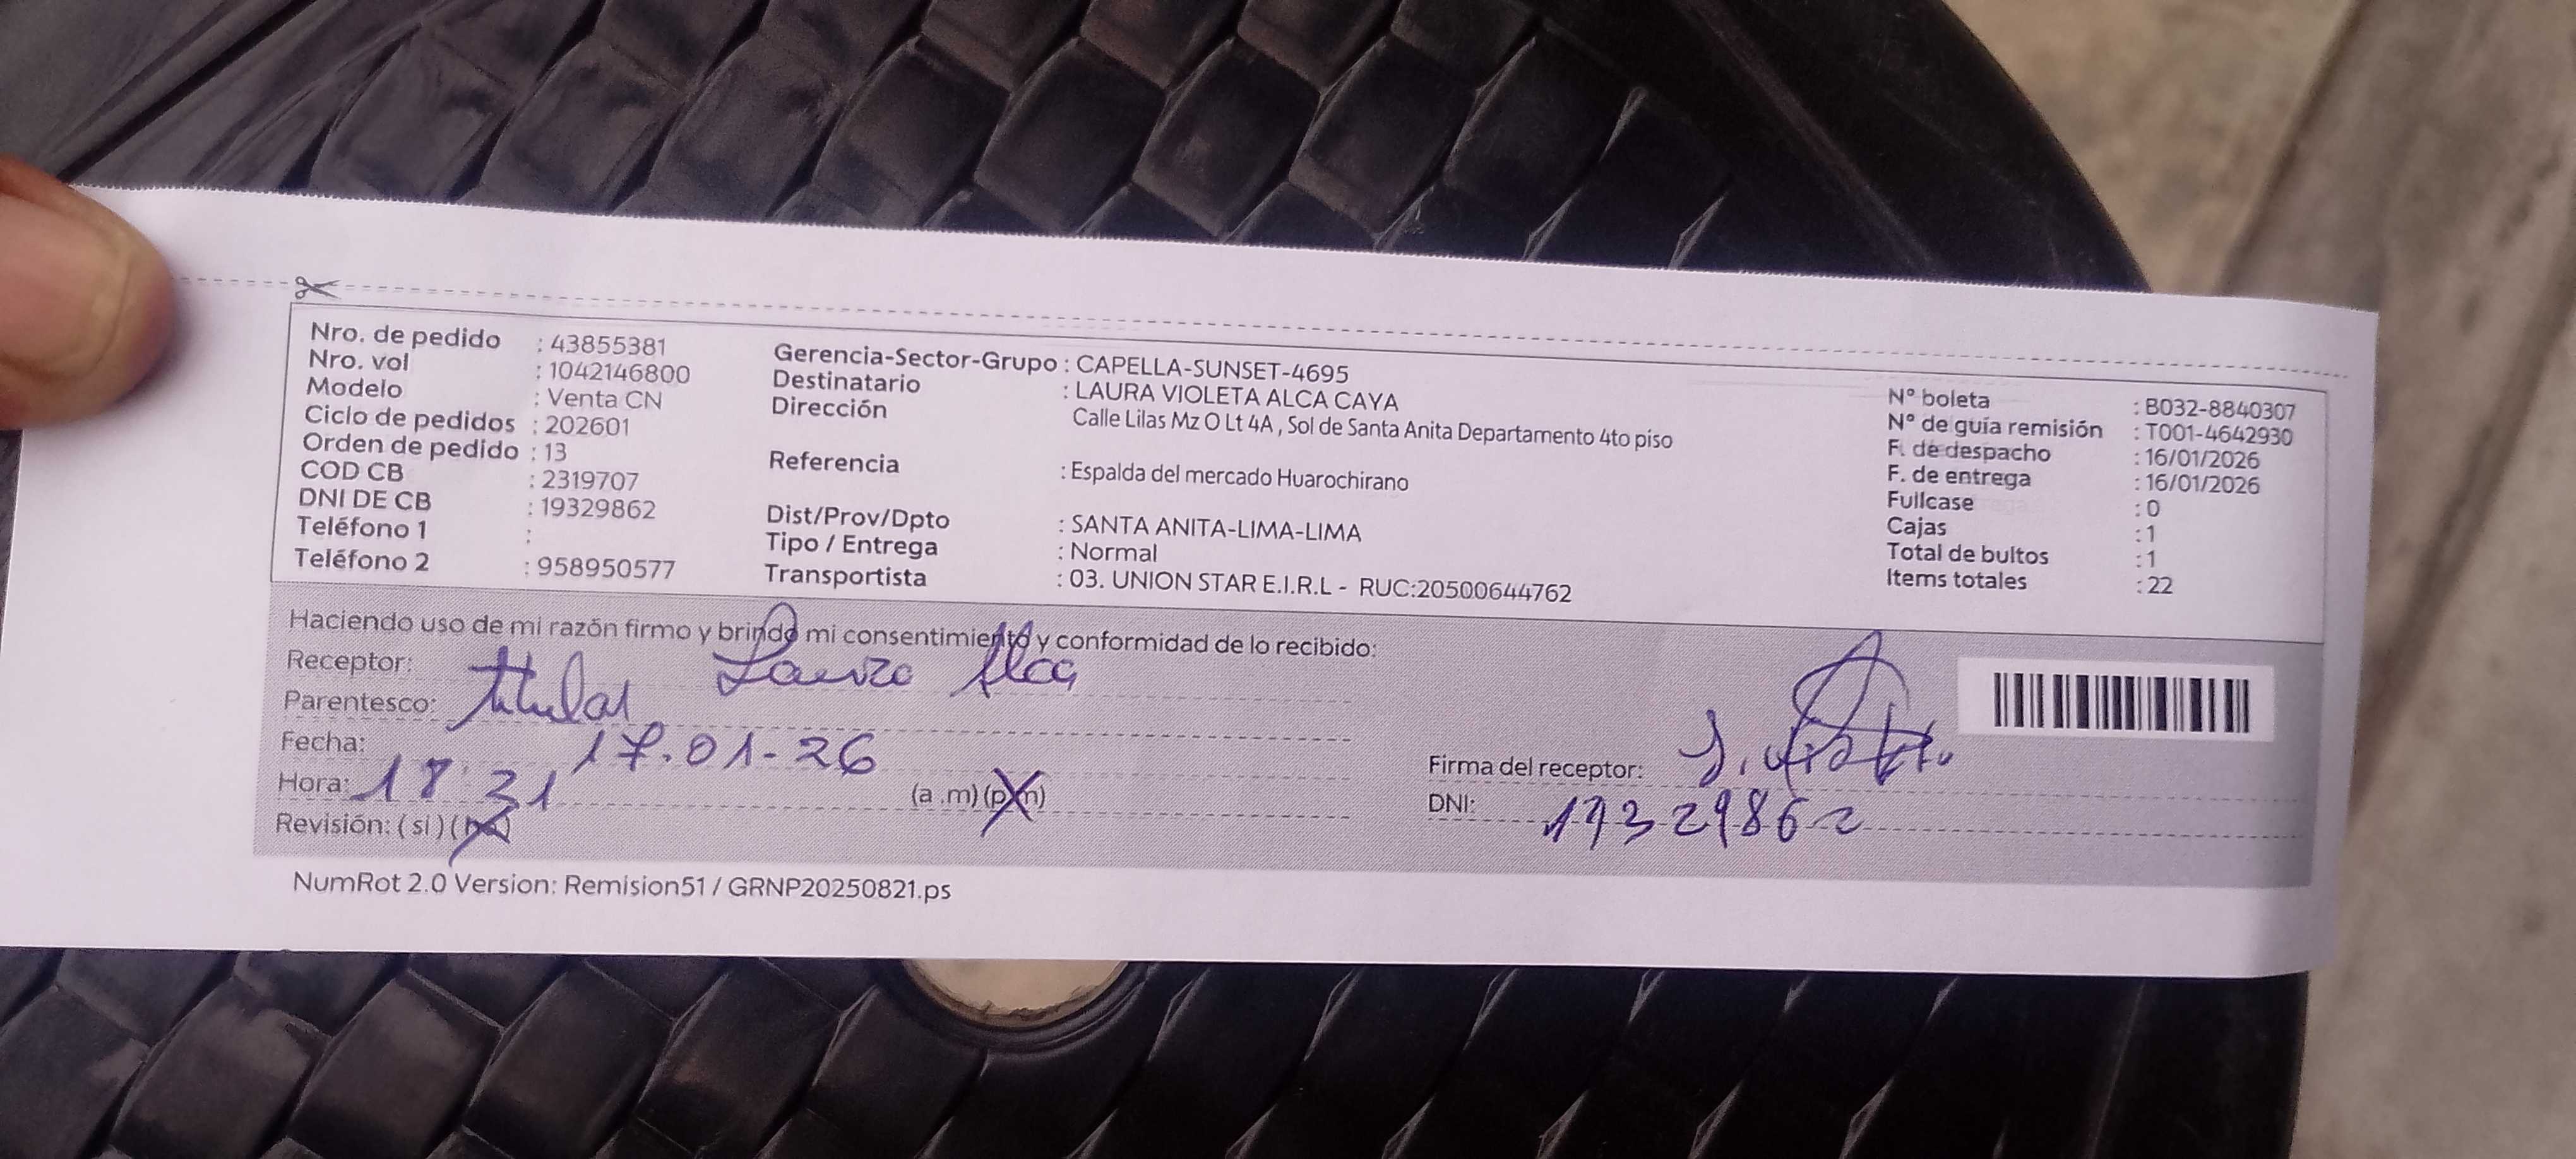 Nro. de pedido : 43855381
Nro. vol : 1042146800
Modelo : Venta CN
Ciclo de pedidos : 202601
Orden de pedido : 13
COD CB : 2319707
DNI DE CB : 19329862
Teléfono 1 :
Teléfono 2 : 958950577
Gerencia-Sector-Grupo : CAPELLA-SUNSET-4695
Destinatario : LAURA VIOLETA ALCA CAYA
Dirección Calle Lilas Mz O Lt 4A , Sol de Santa Anita Departamento 4to piso
Referencia : Espalda del mercado Huarochirano
Dist/Prov/Dpto : SANTA ANITA-LIMA-LIMA
Tipo / Entrega : Normal
Transportista : 03. UNION STAR E.I.R.L - RUC:20500644762
N° boleta : B032-8840307
N° de guía remisión : T001-4642930
F. de despacho : 16/01/2026
F. de entrega : 16/01/2026
Fullcase : 0
Cajas : 1
Total de bultos : 1
Items totales : 22
Haciendo uso de mi razón firmo y brindo mi consentimiento y conformidad de lo recibido:
Receptor: Laura Alca
Parentesco: titular
Fecha: 17.01-26
Hora: 18 31 (a .m) (p.m)
Revisión: ( si ) ( no )
Firma del receptor:
DNI: 19329862
NumRot 2.0 Version: Remision51 / GRNP20250821.ps